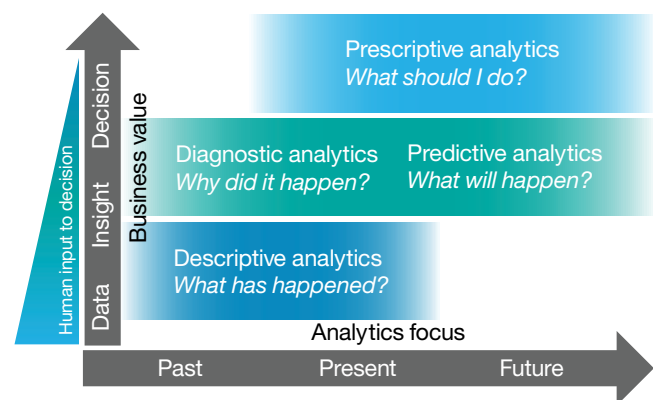 Prescriptive analytics
What should I do?
Diagnostic analytics
Why did it happen?
Predictive analytics
What will happen?
Descriptive analytics
What has happened?
Human input to decision
Data Insight Decision
Business value
Analytics focus
Past Present Future